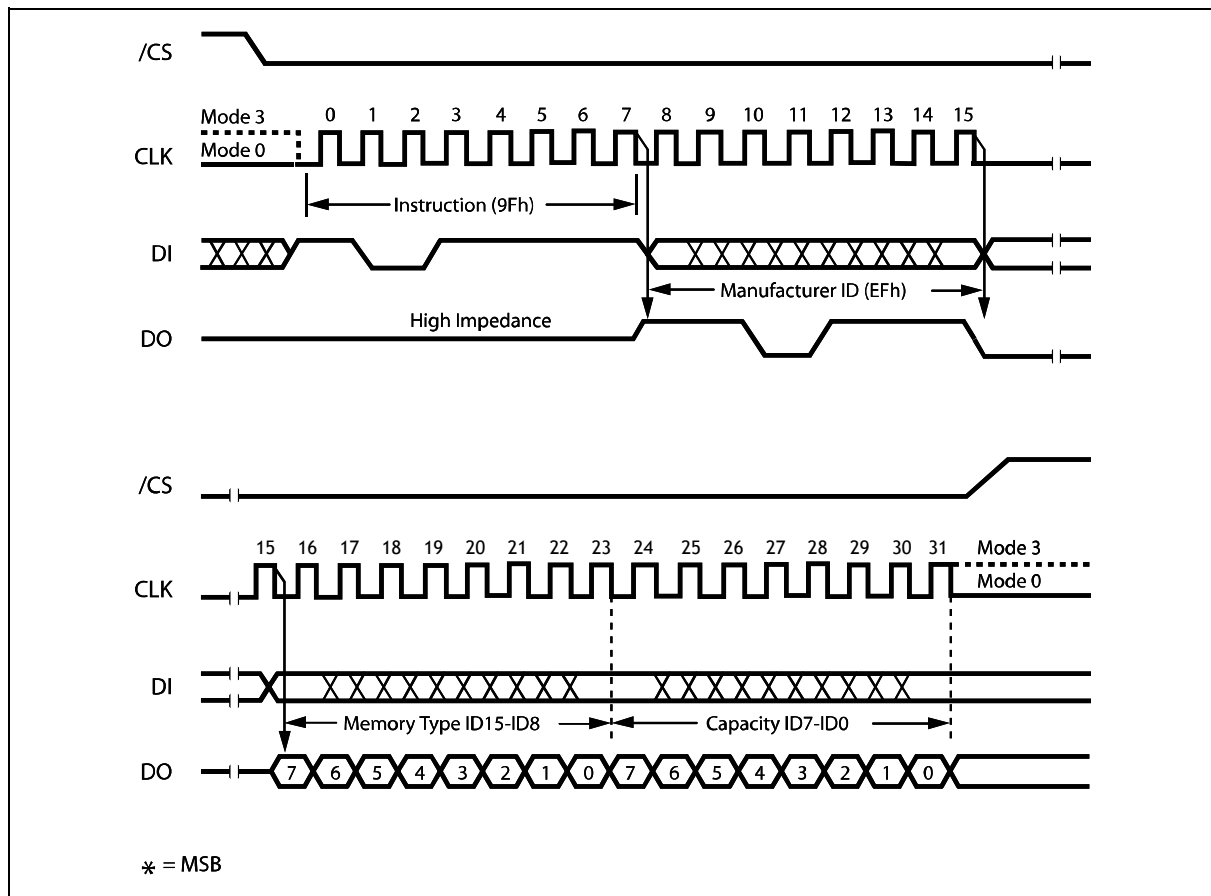 /CS
0 1 2 3 4 5 6 7 8 9 10 11 12 13 14 15
Mode 3
Mode 0
CLK
Instruction (9Fh)
DI
Manufacturer ID (EFh)
High Impedance
DO
/CS
15 16 17 18 19 20 21 22 23 24 25 26 27 28 29 30 31
Mode 3
Mode 0
CLK
DI
Memory Type ID15-ID8 Capacity ID7-ID0
DO 7 6 5 4 3 2 1 0 7 6 5 4 3 2 1 0
* = MSB